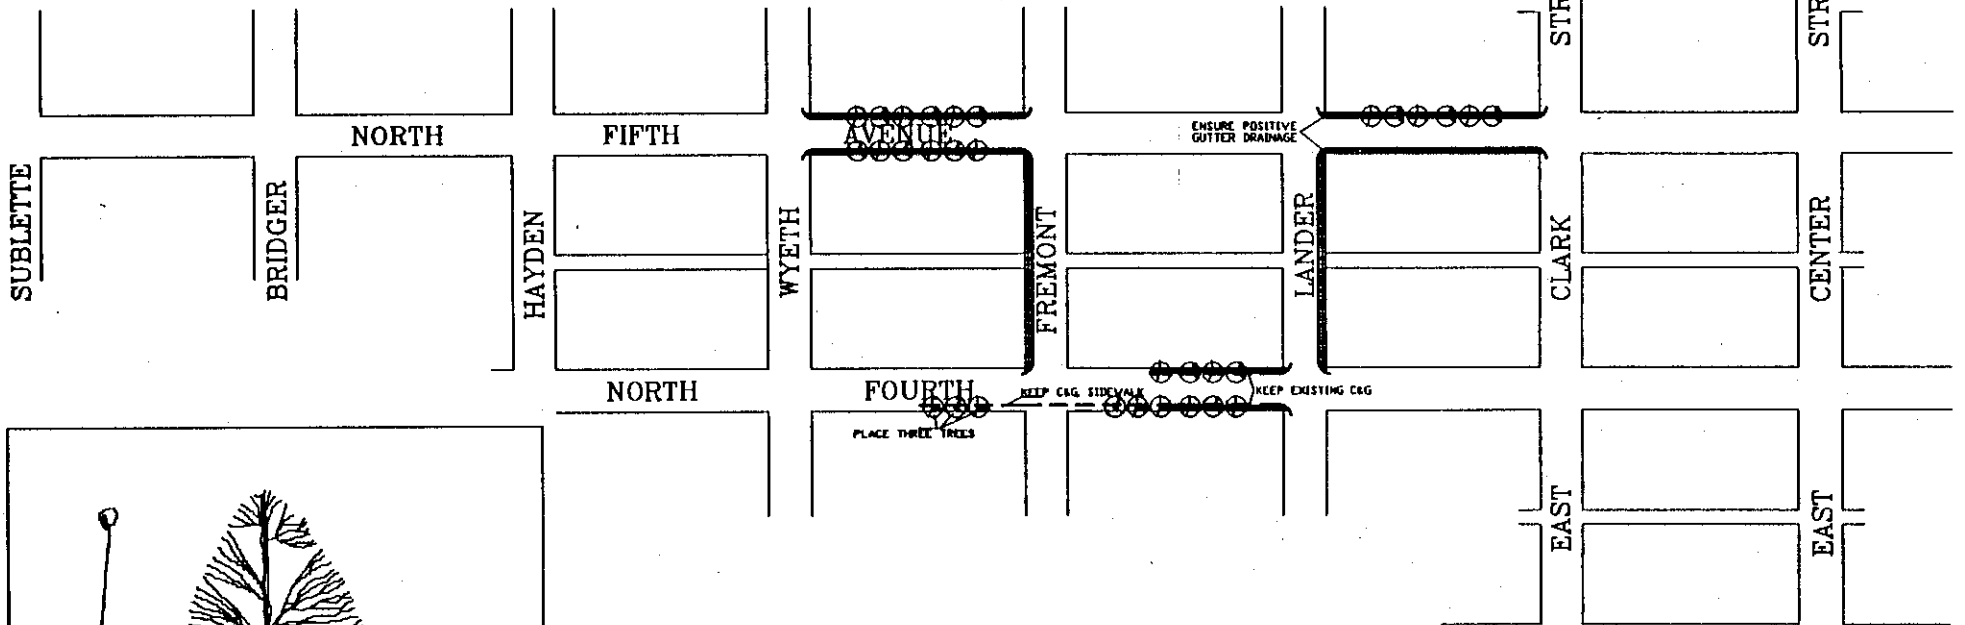 STR
STR
NORTH FIFTH AVENUE
ENSURE POSITIVE
GUTTER DRAINAGE
SUBLETTE
BRIDGER
HAYDEN
WYETH
FREMONT
LANDER
CLARK
CENTER
NORTH FOURTH
KEEP C&G, SIDEWALK
KEEP EXISTING C&G
PLACE THREE TREES
EAST
EAST